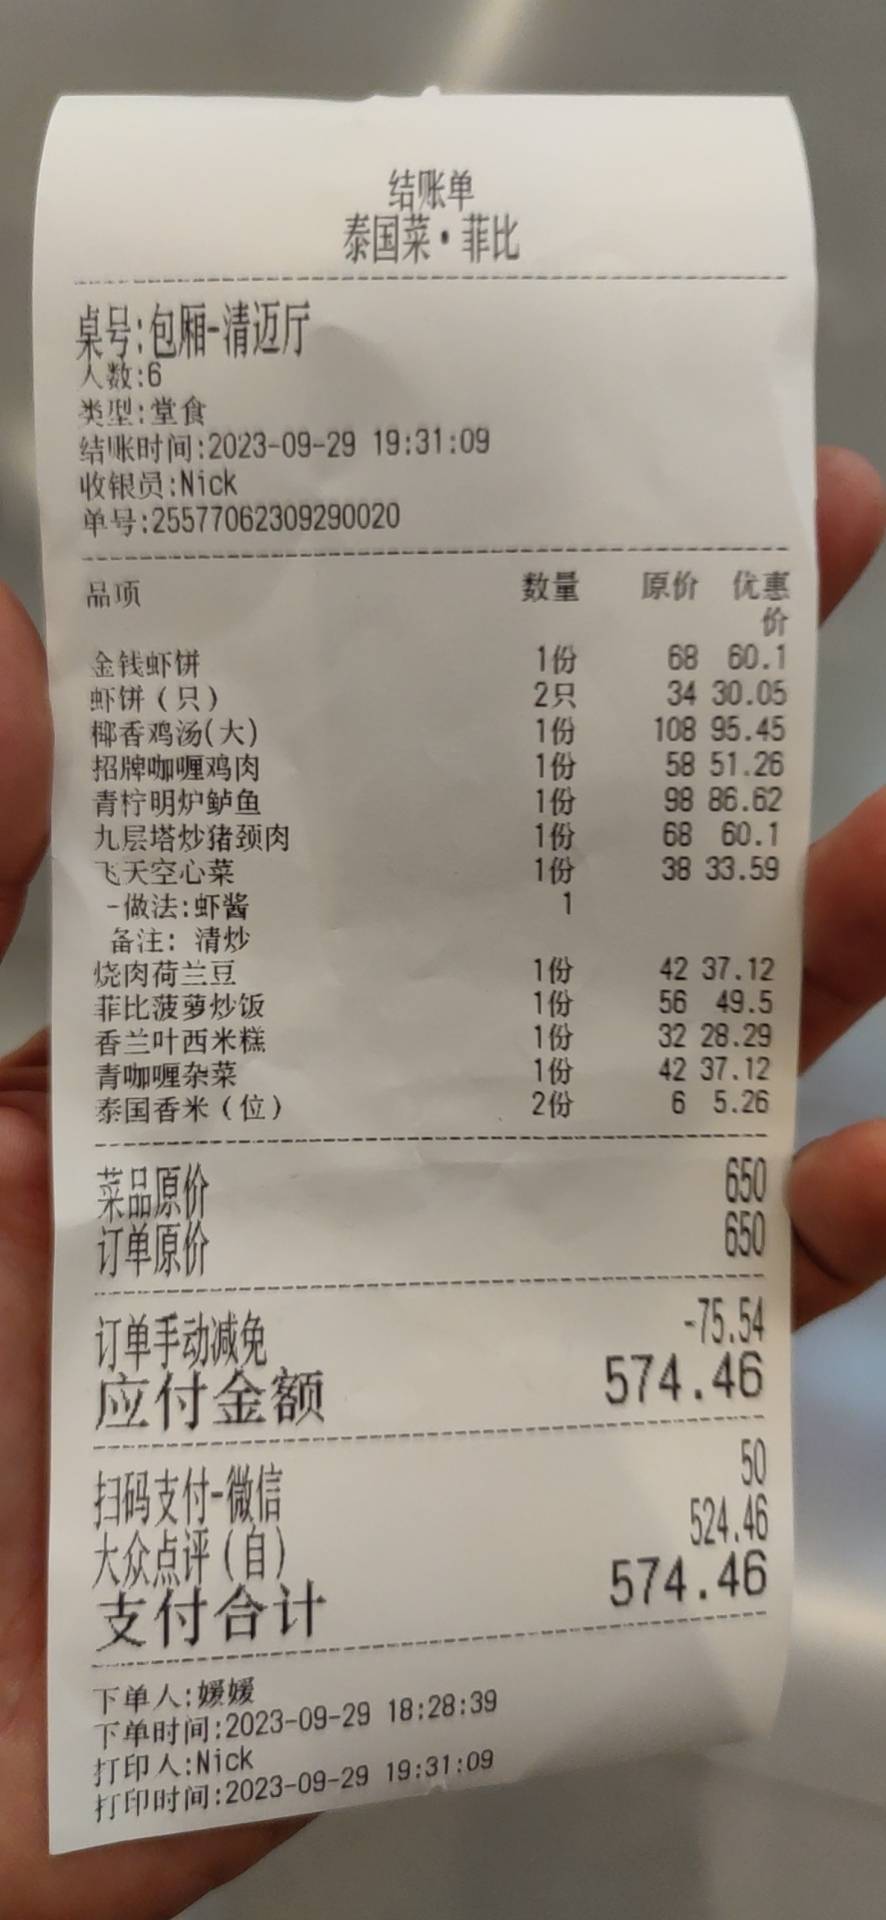 结账单
泰国菜•菲比
桌号:包厢-清迈厅
人数:6
类型:堂食
结账时间:2023-09-29 19:31:09
收银员:Nick
单号:25577062309290020
品项 数量 原价 优惠价
金钱虾饼 1份 68 60.1
虾饼(只) 2只 34 30.05
椰香鸡汤(大) 1份 108 95.45
招牌咖喱鸡肉 1份 58 51.26
青柠明炉鲈鱼 1份 98 86.62
九层塔炒猪颈肉 1份 68 60.1
飞天空心菜 1份 38 33.59
-做法:虾酱 1
备注: 清炒
烧肉荷兰豆 1份 42 37.12
菲比菠萝炒饭 1份 56 49.5
香兰叶西米糕 1份 32 28.29
青咖喱杂菜 1份 42 37.12
泰国香米(位) 2份 6 5.26
菜品原价 650
订单原价 650
订单手动减免 -75.54
应付金额 574.46
扫码支付-微信 50
大众点评(自) 524.46
支付合计 574.46
下单人:媛媛
下单时间:2023-09-29 18:28:39
打印人:Nick
打印时间:2023-09-29 19:31:09